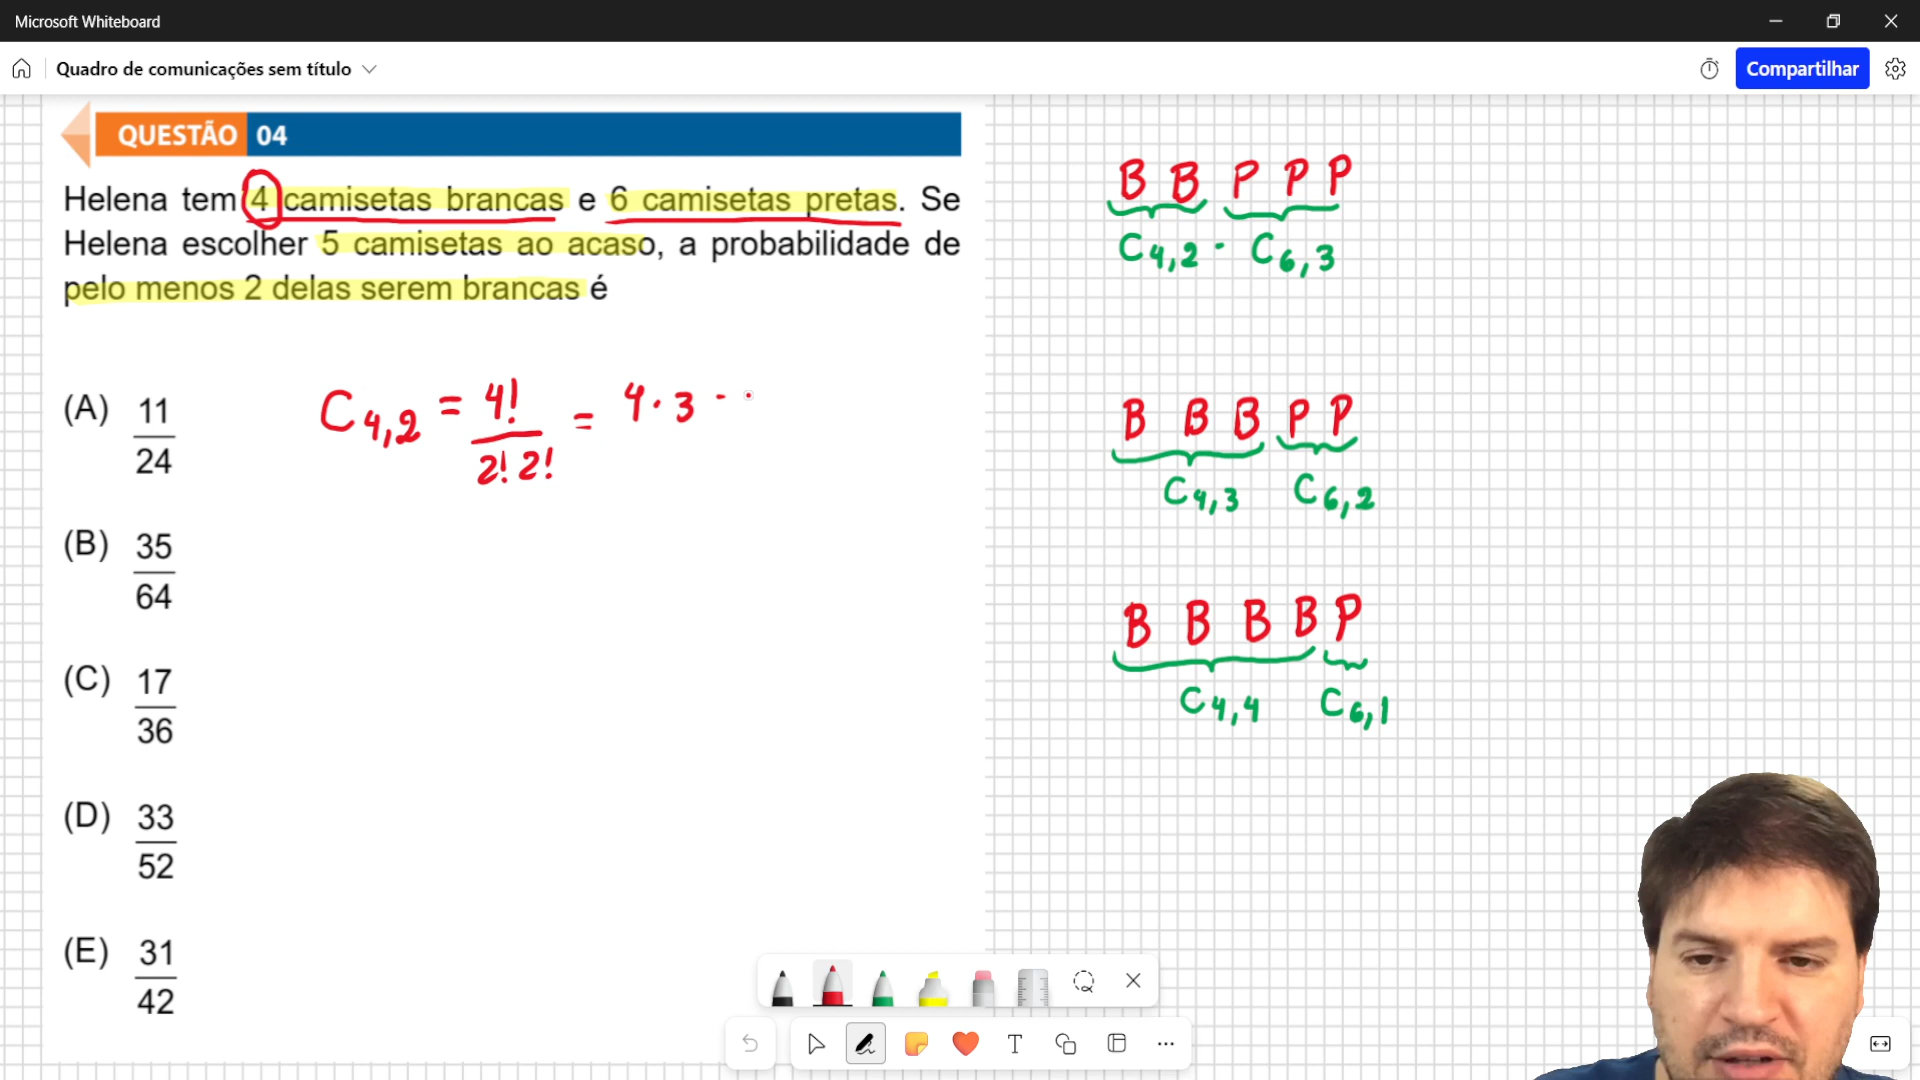 Microsoft Whiteboard
Quadro de comunicações sem título
Compartilhar
QUESTÃO 04
Helena tem 4 camisetas brancas e 6 camisetas pretas. Se
Helena escolher 5 camisetas ao acaso, a probabilidade de
pelo menos 2 delas serem brancas é
(A) 11/24
(B) 35/64
(C) 17/36
(D) 33/52
(E) 31/42
C4,2 = 4!/2!2! = 4·3·
B B P P P
C4,2 · C6,3
B B B P P
C4,3 C6,2
B B B B P
C4,4 C6,1